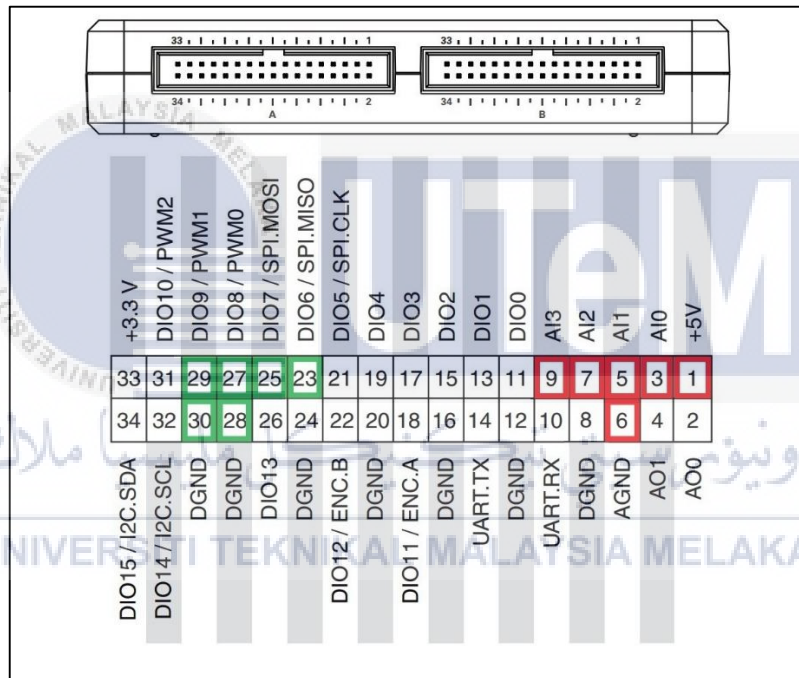 33 1 33 1
34 A 2 34 B 2
UTeM
+3.3 V
DIO10 / PWM2
DIO9 / PWM1
DIO8 / PWM0
DIO7 / SPI.MOSI
DIO6 / SPI.MISO
DIO5 / SPI.CLK
DIO4
DIO3
DIO2
DIO1
DIO0
AI3
AI2
AI1
AI0
+5V
33 31 29 27 25 23 21 19 17 15 13 11 9 7 5 3 1
34 32 30 28 26 24 22 20 18 16 14 12 10 8 6 4 2
DIO15 / I2C.SDA
DIO14 / I2C.SCL
DGND
DGND
DIO13
DGND
DIO12 / ENC.B
DGND
DIO11 / ENC.A
DGND
UART.TX
DGND
UART.RX
DGND
AGND
AO1
AO0
UNIVERSITI TEKNIKAL MALAYSIA MELAKA